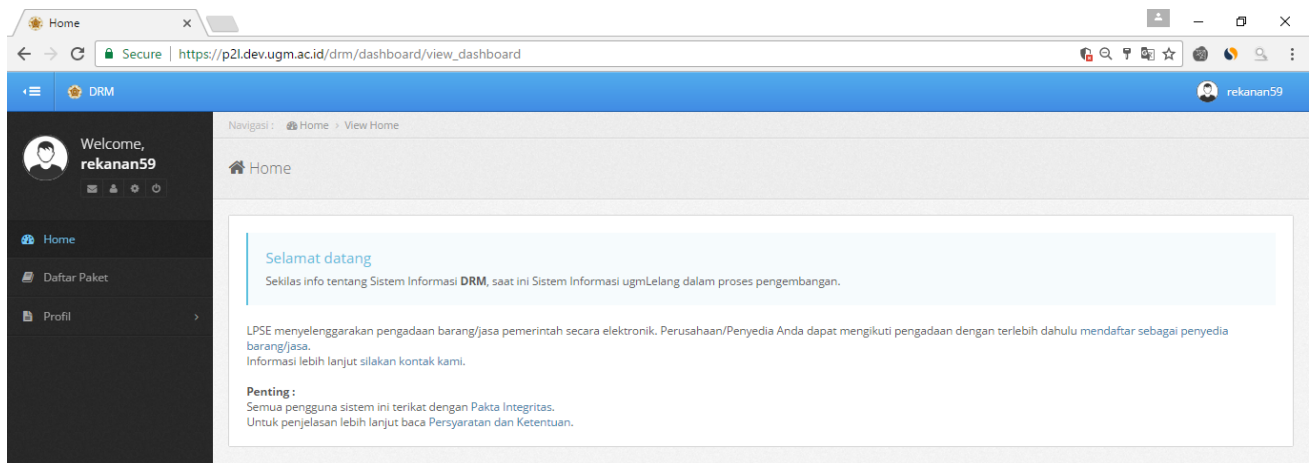 Home
Secure | https://p2l.dev.ugm.ac.id/drm/dashboard/view_dashboard
DRM
rekanan59
Welcome,
rekanan59
Navigasi : Home > View Home
Home
Home
Daftar Paket
Profil
Selamat datang
Sekilas info tentang Sistem Informasi DRM, saat ini Sistem Informasi ugmLelang dalam proses pengembangan.
LPSE menyelenggarakan pengadaan barang/jasa pemerintah secara elektronik. Perusahaan/Penyedia Anda dapat mengikuti pengadaan dengan terlebih dahulu mendaftar sebagai penyedia
barang/jasa.
Informasi lebih lanjut silakan kontak kami.
Penting :
Semua pengguna sistem ini terikat dengan Pakta Integritas.
Untuk penjelasan lebih lanjut baca Persyaratan dan Ketentuan.